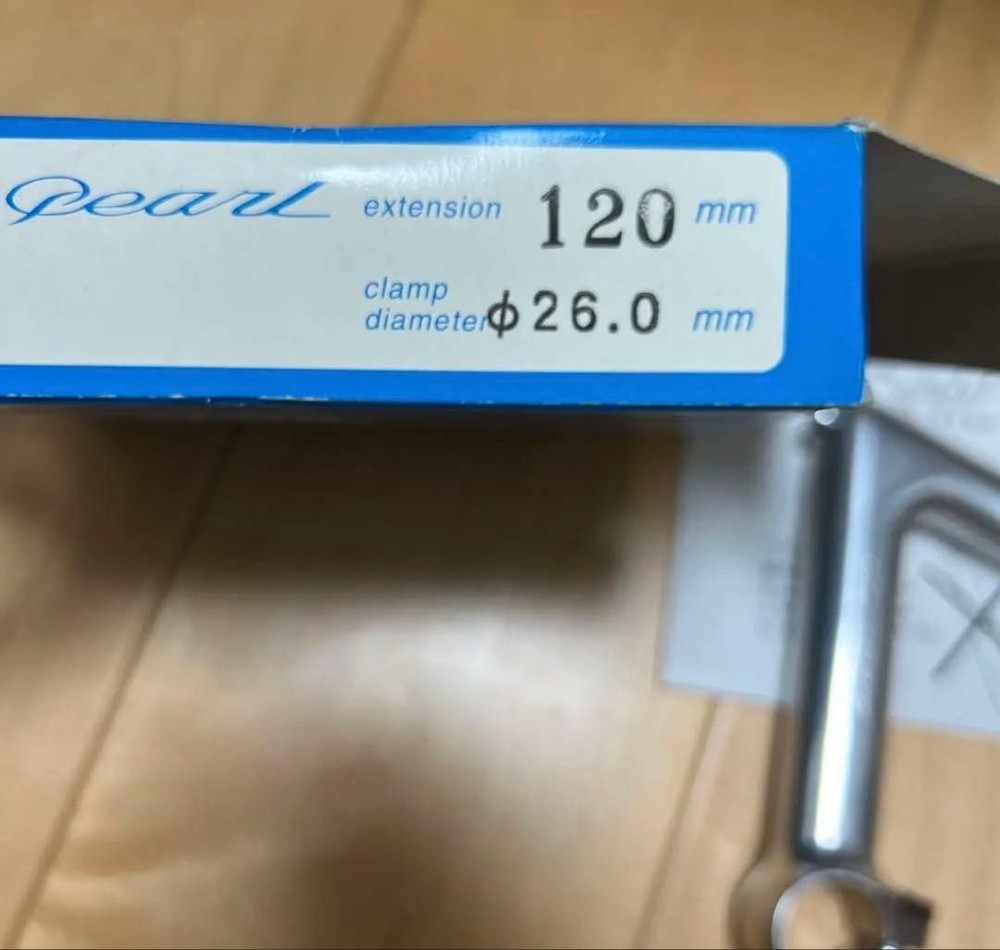 Pearl extension 120 mm
clamp
diameter φ26.0 mm